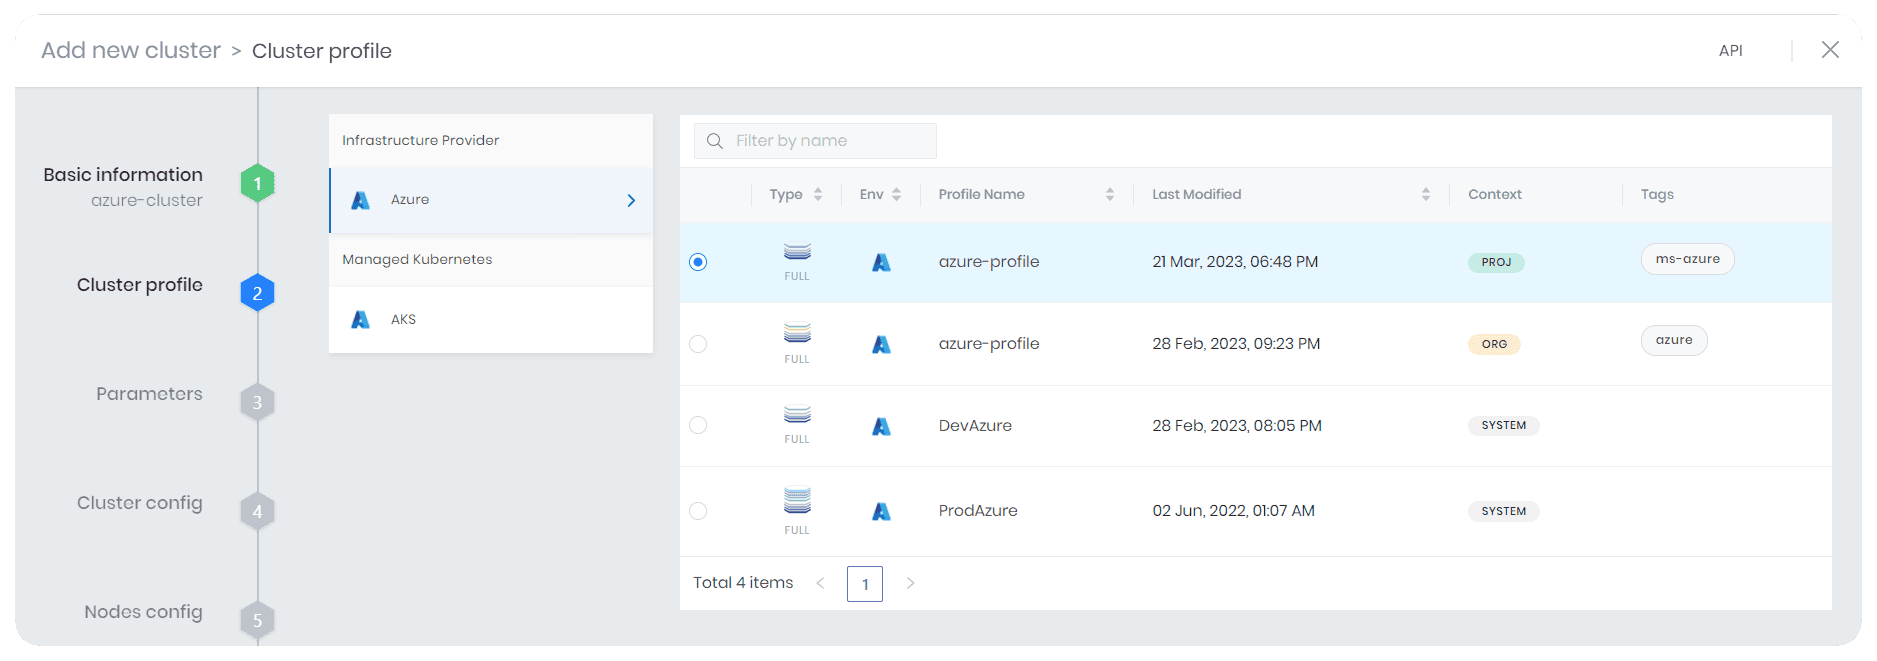 Add new cluster > Cluster profile
API
Basic information
azure-cluster
1
Cluster profile
2
Parameters
3
Cluster config
4
Nodes config
5
Infrastructure Provider
Azure
Managed Kubernetes
AKS
Filter by name
Type Env Profile Name Last Modified Context Tags
FULL azure-profile 21 Mar, 2023, 06:48 PM PROJ ms-azure
FULL azure-profile 28 Feb, 2023, 09:23 PM ORG azure
FULL DevAzure 28 Feb, 2023, 08:05 PM SYSTEM
FULL ProdAzure 02 Jun, 2022, 01:07 AM SYSTEM
Total 4 items < 1 >